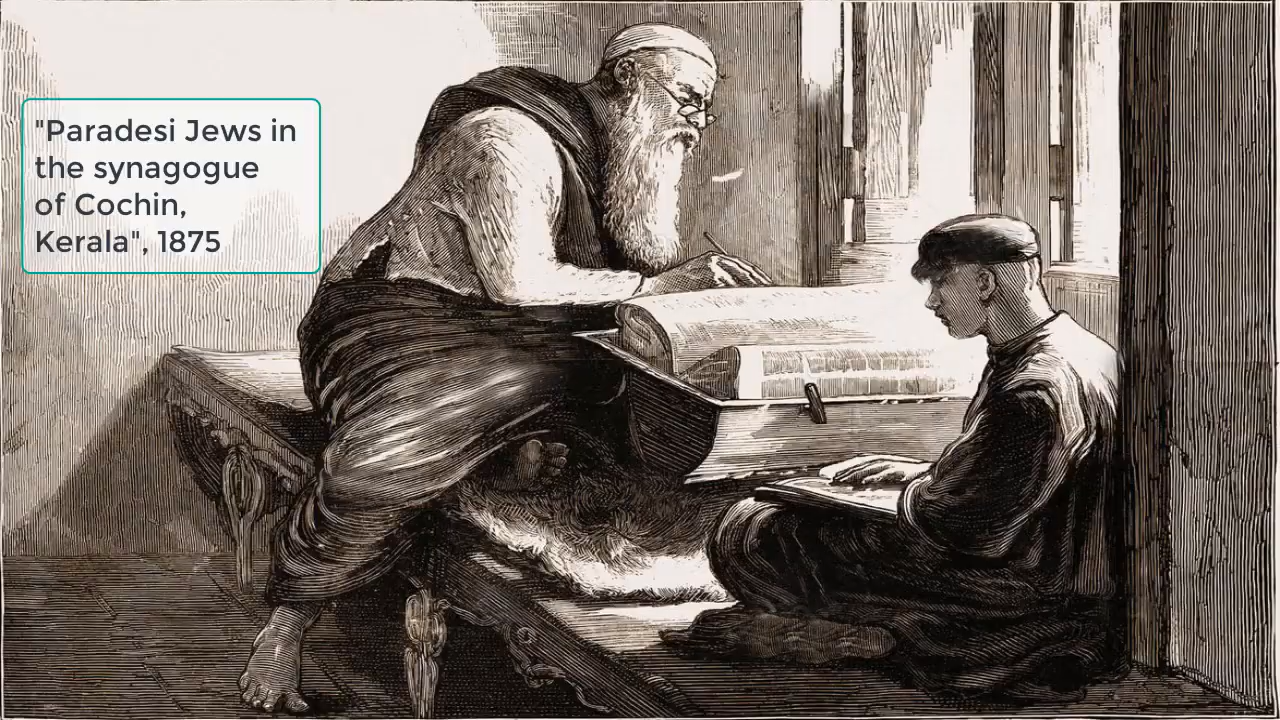 "Paradesi Jews in
the synagogue
of Cochin,
Kerala", 1875